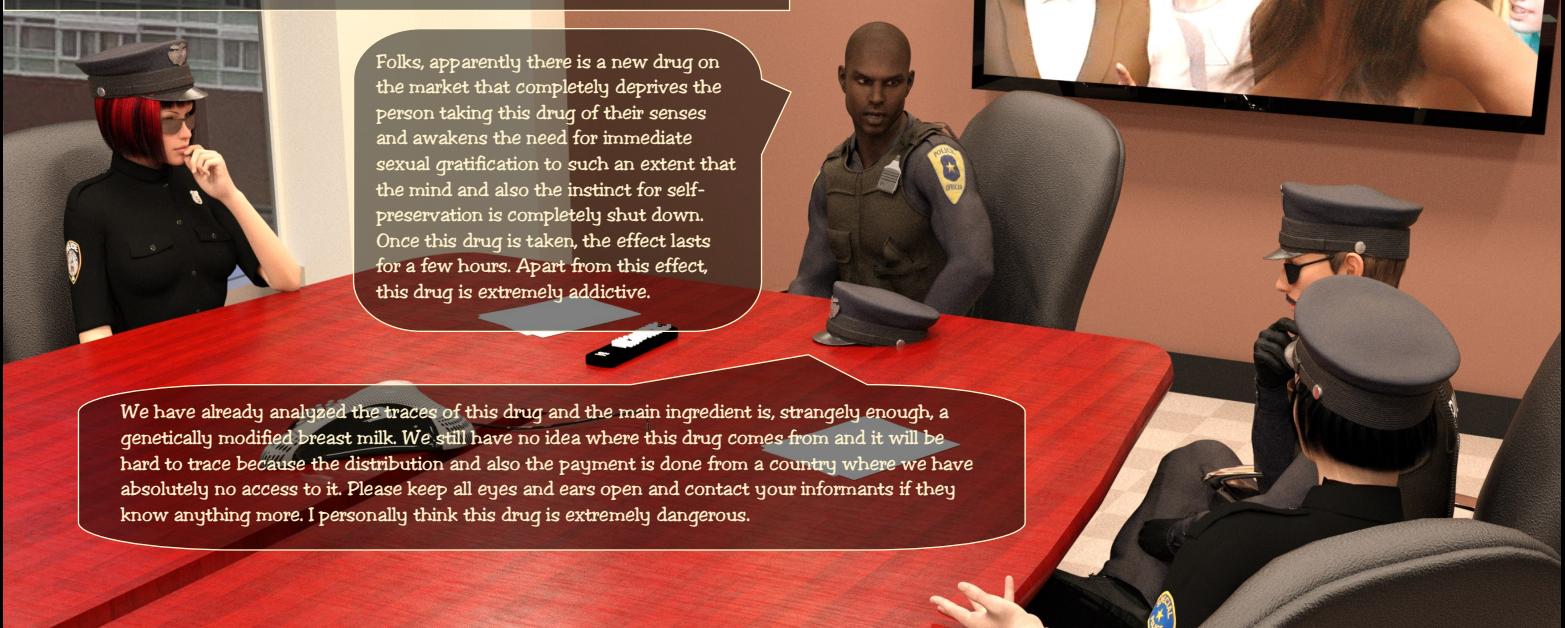 Folks, apparently there is a new drug on
the market that completely deprives the
person taking this drug of their senses
and awakens the need for immediate
sexual gratification to such an extent that
the mind and also the instinct for self-
preservation is completely shut down.
Once this drug is taken, the effect lasts
for a few hours. Apart from this effect,
this drug is extremely addictive.
POLICE
OFFICER
We have already analyzed the traces of this drug and the main ingredient is, strangely enough, a
genetically modified breast milk. We still have no idea where this drug comes from and it will be
hard to trace because the distribution and also the payment is done from a country where we have
absolutely no access to it. Please keep all eyes and ears open and contact your informants if they
know anything more. I personally think this drug is extremely dangerous.